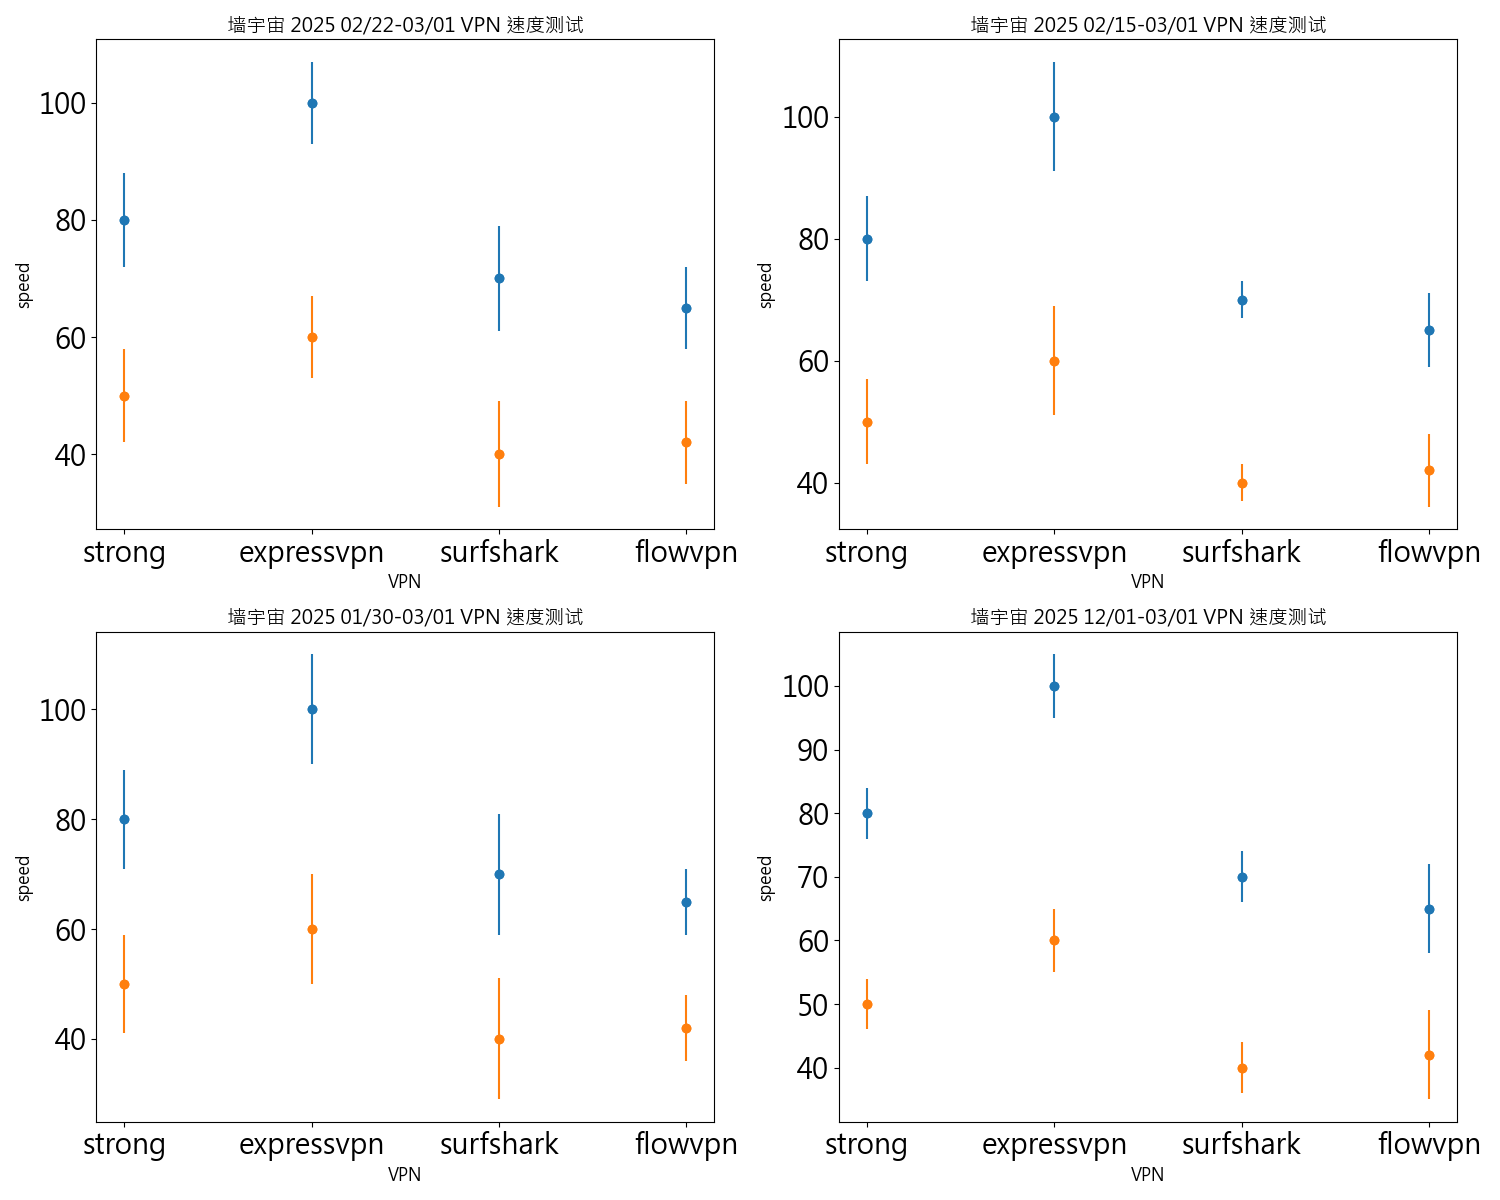 墙宇宙 2025 02/22-03/01 VPN 速度测试
100
80
60
40
speed
strong expressvpn surfshark flowvpn
VPN
墙宇宙 2025 02/15-03/01 VPN 速度测试
100
80
60
40
speed
strong expressvpn surfshark flowvpn
VPN
墙宇宙 2025 01/30-03/01 VPN 速度测试
100
80
60
40
speed
strong expressvpn surfshark flowvpn
VPN
墙宇宙 2025 12/01-03/01 VPN 速度测试
100
90
80
70
60
50
40
speed
strong expressvpn surfshark flowvpn
VPN